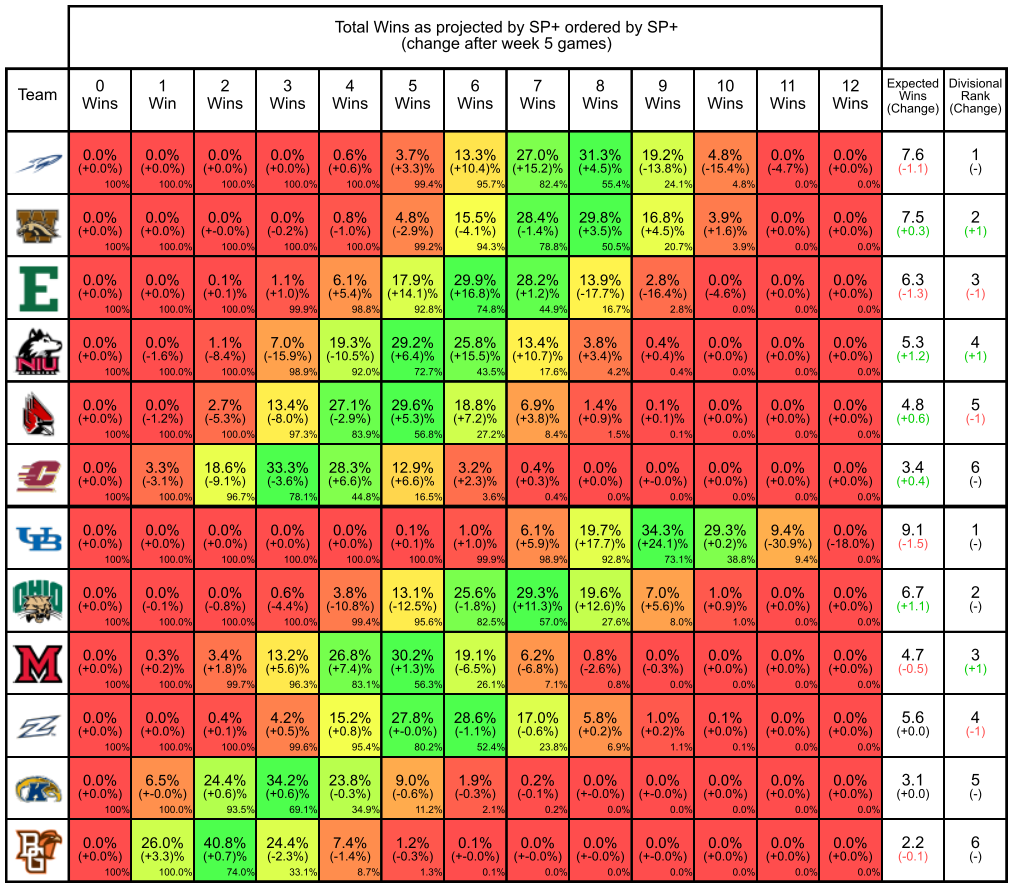 Total Wins as projected by SP+ ordered by SP+
(change after week 5 games)
Team 0 Wins 1 Win 2 Wins 3 Wins 4 Wins 5 Wins 6 Wins 7 Wins 8 Wins 9 Wins 10 Wins 11 Wins 12 Wins Expected Wins (Change) Divisional Rank (Change)
0.0% 0.0% 0.0% 0.0% 0.6% 3.7% 13.3% 27.0% 31.3% 19.2% 4.8% 0.0% 0.0% 7.6 1
(+0.0%) (+0.0%) (+0.0%) (+0.0%) (+0.6)% (+3.3)% (+10.4)% (+15.2)% (+4.5)% (-13.8%) (-15.4%) (-4.7%) (+0.0%) (-1.1) (-)
100% 100.0% 100.0% 100.0% 100.0% 99.4% 95.7% 82.4% 55.4% 24.1% 4.8% 0.0% 0.0%
W
0.0% 0.0% 0.0% 0.0% 0.8% 4.8% 15.5% 28.4% 29.8% 16.8% 3.9% 0.0% 0.0% 7.5 2
(+0.0%) (+0.0%) (+-0.0%) (-0.2%) (-1.0%) (-2.9%) (-4.1%) (-1.4%) (+3.5)% (+4.5)% (+1.6)% (+0.0%) (+0.0%) (+0.3) (+1)
100% 100.0% 100.0% 100.0% 100.0% 99.2% 94.3% 78.8% 50.5% 20.7% 3.9% 0.0% 0.0%
E
0.0% 0.0% 0.1% 1.1% 6.1% 17.9% 29.9% 28.2% 13.9% 2.8% 0.0% 0.0% 0.0% 6.3 3
(+0.0%) (+0.0%) (+0.1)% (+1.0)% (+5.4)% (+14.1)% (+16.8)% (+1.2)% (-17.7%) (-16.4%) (-4.6%) (+0.0%) (+0.0%) (-1.3) (-1)
100% 100.0% 100.0% 99.9% 98.8% 92.8% 74.8% 44.9% 16.7% 2.8% 0.0% 0.0% 0.0%
NIU
0.0% 0.0% 1.1% 7.0% 19.3% 29.2% 25.8% 13.4% 3.8% 0.4% 0.0% 0.0% 0.0% 5.3 4
(+0.0%) (-1.6%) (-8.4%) (-15.9%) (-10.5%) (+6.4)% (+15.5)% (+10.7)% (+3.4)% (+0.4)% (+0.0%) (+0.0%) (+0.0%) (+1.2) (+1)
100% 100.0% 100.0% 98.9% 92.0% 72.7% 43.5% 17.6% 4.2% 0.4% 0.0% 0.0% 0.0%
0.0% 0.0% 2.7% 13.4% 27.1% 29.6% 18.8% 6.9% 1.4% 0.1% 0.0% 0.0% 0.0% 4.8 5
(+0.0%) (-1.2%) (-5.3%) (-8.0%) (-2.9%) (+5.3)% (+7.2)% (+3.8)% (+0.9)% (+0.1)% (+0.0%) (+0.0%) (+0.0%) (+0.6) (-1)
100% 100.0% 100.0% 97.3% 83.9% 56.8% 27.2% 8.4% 1.5% 0.1% 0.0% 0.0% 0.0%
C
0.0% 3.3% 18.6% 33.3% 28.3% 12.9% 3.2% 0.4% 0.0% 0.0% 0.0% 0.0% 0.0% 3.4 6
(+0.0%) (-3.1%) (-9.1%) (-3.6%) (+6.6)% (+6.6)% (+2.3)% (+0.3)% (+0.0%) (+-0.0%) (+0.0%) (+0.0%) (+0.0%) (+0.4) (-)
100% 100.0% 96.7% 78.1% 44.8% 16.5% 3.6% 0.4% 0.0% 0.0% 0.0% 0.0% 0.0%
UB
0.0% 0.0% 0.0% 0.0% 0.0% 0.1% 1.0% 6.1% 19.7% 34.3% 29.3% 9.4% 0.0% 9.1 1
(+0.0%) (+0.0%) (+0.0%) (+0.0%) (+0.0%) (+0.1)% (+1.0)% (+5.9)% (+17.7)% (+24.1)% (+0.2)% (-30.9%) (-18.0%) (-1.5) (-)
100% 100.0% 100.0% 100.0% 100.0% 100.0% 99.9% 98.9% 92.8% 73.1% 38.8% 9.4% 0.0%
OHIO
0.0% 0.0% 0.0% 0.6% 3.8% 13.1% 25.6% 29.3% 19.6% 7.0% 1.0% 0.0% 0.0% 6.7 2
(+0.0%) (-0.1%) (-0.8%) (-4.4%) (-10.8%) (-12.5%) (-1.8%) (+11.3)% (+12.6)% (+5.6)% (+0.9)% (+0.0%) (+0.0%) (+1.1) (-)
100% 100.0% 100.0% 100.0% 99.4% 95.6% 82.5% 57.0% 27.6% 8.0% 1.0% 0.0% 0.0%
M
0.0% 0.3% 3.4% 13.2% 26.8% 30.2% 19.1% 6.2% 0.8% 0.0% 0.0% 0.0% 0.0% 4.7 3
(+0.0%) (+0.2)% (+1.8)% (+5.6)% (+7.4)% (+1.3)% (-6.5%) (-6.8%) (-2.6%) (-0.3%) (+0.0%) (+0.0%) (+0.0%) (-0.5) (+1)
100% 100.0% 99.7% 96.3% 83.1% 56.3% 26.1% 7.1% 0.8% 0.0% 0.0% 0.0% 0.0%
Z
0.0% 0.0% 0.4% 4.2% 15.2% 27.8% 28.6% 17.0% 5.8% 1.0% 0.1% 0.0% 0.0% 5.6 4
(+0.0%) (+0.0%) (+0.1)% (+0.5)% (+0.8)% (+-0.0%) (-1.1%) (-0.6%) (+0.2)% (+0.2)% (+0.0%) (+0.0%) (+0.0%) (+0.0) (-1)
100% 100.0% 100.0% 99.6% 95.4% 80.2% 52.4% 23.8% 6.9% 1.1% 0.1% 0.0% 0.0%
K
0.0% 6.5% 24.4% 34.2% 23.8% 9.0% 1.9% 0.2% 0.0% 0.0% 0.0% 0.0% 0.0% 3.1 5
(+0.0%) (+-0.0%) (+0.6)% (+0.6)% (-0.3%) (-0.6%) (-0.3%) (-0.1%) (+-0.0%) (+-0.0%) (+0.0%) (+0.0%) (+0.0%) (+0.0) (-)
100% 100.0% 93.5% 69.1% 34.9% 11.2% 2.1% 0.2% 0.0% 0.0% 0.0% 0.0% 0.0%
BG
0.0% 26.0% 40.8% 24.4% 7.4% 1.2% 0.1% 0.0% 0.0% 0.0% 0.0% 0.0% 0.0% 2.2 6
(+0.0%) (+3.3)% (+0.7)% (-2.3%) (-1.4%) (-0.3%) (+-0.0%) (+-0.0%) (+-0.0%) (+-0.0%) (+0.0%) (+0.0%) (+0.0%) (-0.1) (-)
100% 100.0% 74.0% 33.1% 8.7% 1.3% 0.1% 0.0% 0.0% 0.0% 0.0% 0.0% 0.0%